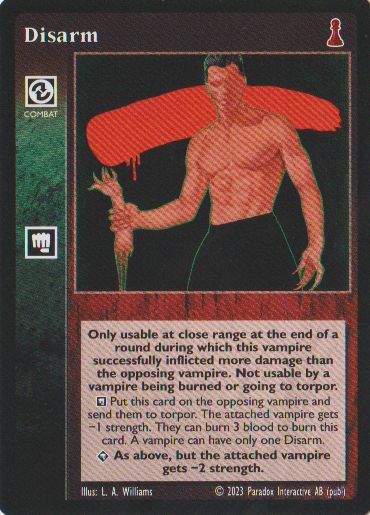 Disarm
COMBAT
Only usable at close range at the end of a
round during which this vampire
successfully inflicted more damage than
the opposing vampire. Not usable by a
vampire being burned or going to torpor.
Put this card on the opposing vampire and
send them to torpor. The attached vampire gets
−1 strength. They can burn 3 blood to burn this
card. A vampire can have only one Disarm.
As above, but the attached vampire
gets −2 strength.
Illus: L. A. Williams © 2023 Paradox Interactive AB (publ)